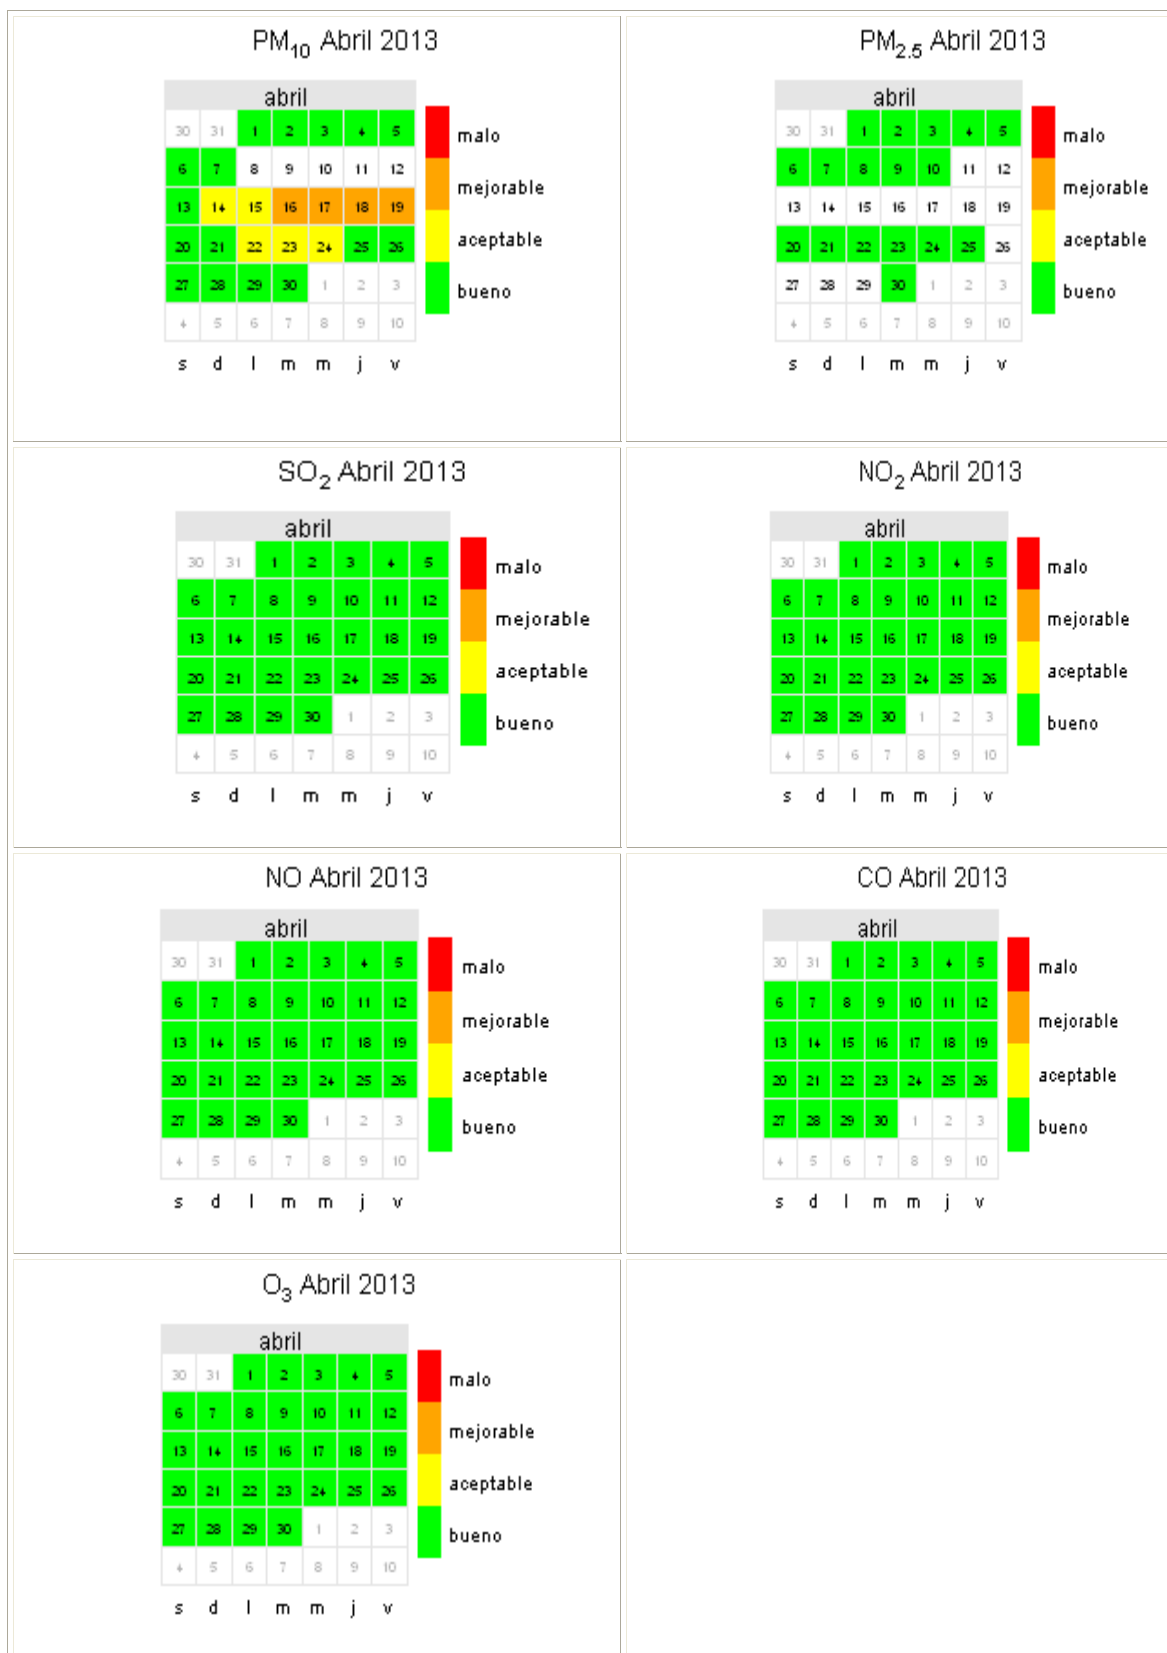 PM10 Abril 2013
abril
30 31 1 2 3 4 5
6 7 8 9 10 11 12
13 14 15 16 17 18 19
20 21 22 23 24 25 26
27 28 29 30 1 2 3
4 5 6 7 8 9 10
s d l m m j v
malo
mejorable
aceptable
bueno
PM2.5 Abril 2013
abril
30 31 1 2 3 4 5
6 7 8 9 10 11 12
13 14 15 16 17 18 19
20 21 22 23 24 25 26
27 28 29 30 1 2 3
4 5 6 7 8 9 10
s d l m m j v
malo
mejorable
aceptable
bueno
SO2 Abril 2013
abril
30 31 1 2 3 4 5
6 7 8 9 10 11 12
13 14 15 16 17 18 19
20 21 22 23 24 25 26
27 28 29 30 1 2 3
4 5 6 7 8 9 10
s d l m m j v
malo
mejorable
aceptable
bueno
NO2 Abril 2013
abril
30 31 1 2 3 4 5
6 7 8 9 10 11 12
13 14 15 16 17 18 19
20 21 22 23 24 25 26
27 28 29 30 1 2 3
4 5 6 7 8 9 10
s d l m m j v
malo
mejorable
aceptable
bueno
NO Abril 2013
abril
30 31 1 2 3 4 5
6 7 8 9 10 11 12
13 14 15 16 17 18 19
20 21 22 23 24 25 26
27 28 29 30 1 2 3
4 5 6 7 8 9 10
s d l m m j v
malo
mejorable
aceptable
bueno
CO Abril 2013
abril
30 31 1 2 3 4 5
6 7 8 9 10 11 12
13 14 15 16 17 18 19
20 21 22 23 24 25 26
27 28 29 30 1 2 3
4 5 6 7 8 9 10
s d l m m j v
malo
mejorable
aceptable
bueno
O3 Abril 2013
abril
30 31 1 2 3 4 5
6 7 8 9 10 11 12
13 14 15 16 17 18 19
20 21 22 23 24 25 26
27 28 29 30 1 2 3
4 5 6 7 8 9 10
s d l m m j v
malo
mejorable
aceptable
bueno